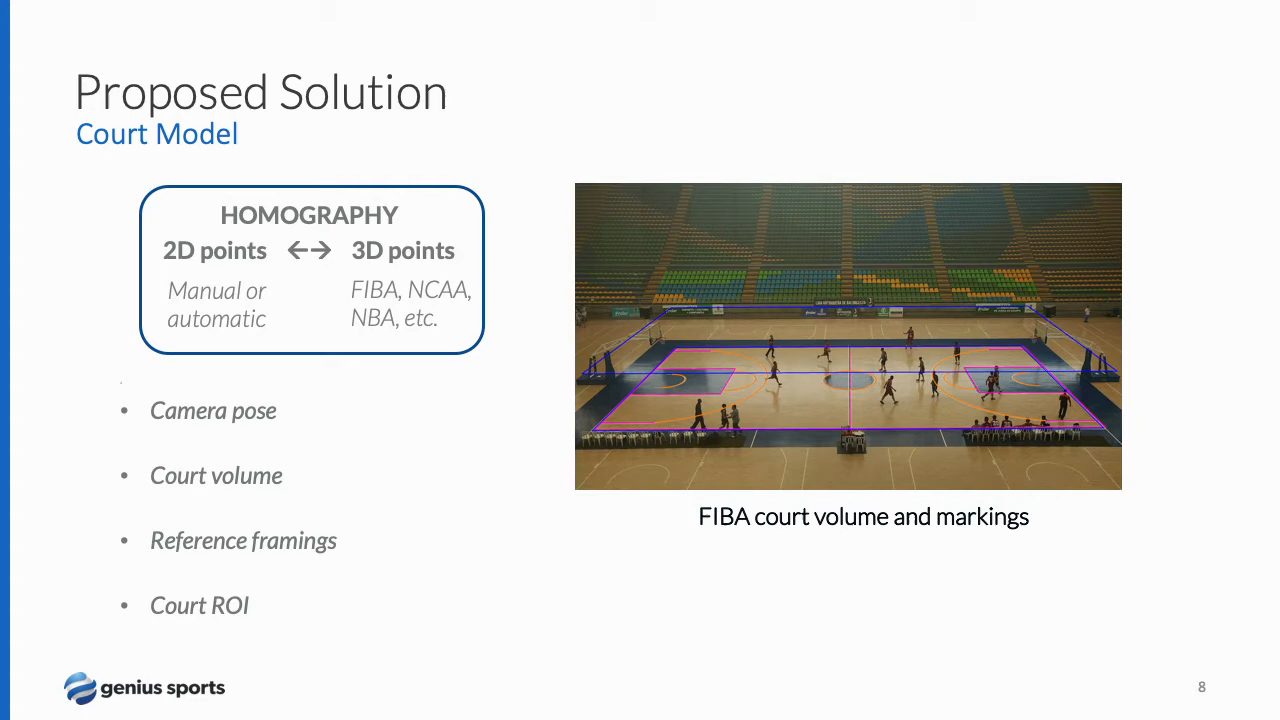 Proposed Solution
Court Model
HOMOGRAPHY
2D points ←→ 3D points
Manual or
automatic
FIBA, NCAA,
NBA, etc.
• Camera pose
• Court volume
• Reference framings
• Court ROI
FIBA court volume and markings
genius sports
8